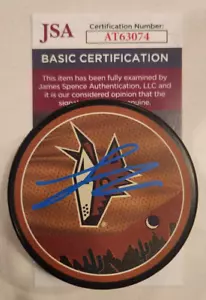 JSA
Certification Number:
AT63074
BASIC CERTIFICATION
This item has been fully examined by
James Spence Authentication, LLC and
it is our considered opinion that the